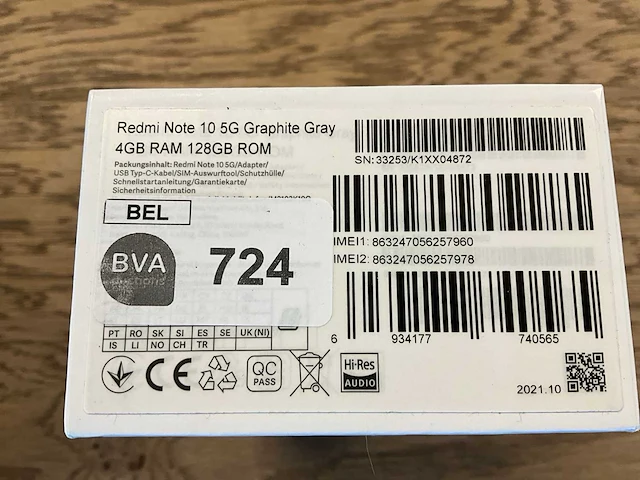 Redmi Note 10 5G Graphite Gray
4GB RAM 128GB ROM
Packungsinhalt: Redmi Note 10 5G/Adapter/
USB Typ-C-Kabel/SIM-Auswurftool/Schutzhülle/
Schnellstartanleitung/Garantiekarte/
Sicherheitsinformation
SN: 33253/K1XX04872
BEL
BVA
auctions
724
IMEI1: 863247056257960
IMEI2: 863247056257978
6 934177 740565
PT RO SK SI ES SE UK(NI)
IS LI NO CH TR
CE
QC
PASS
Hi-Res
AUDIO
2021.10